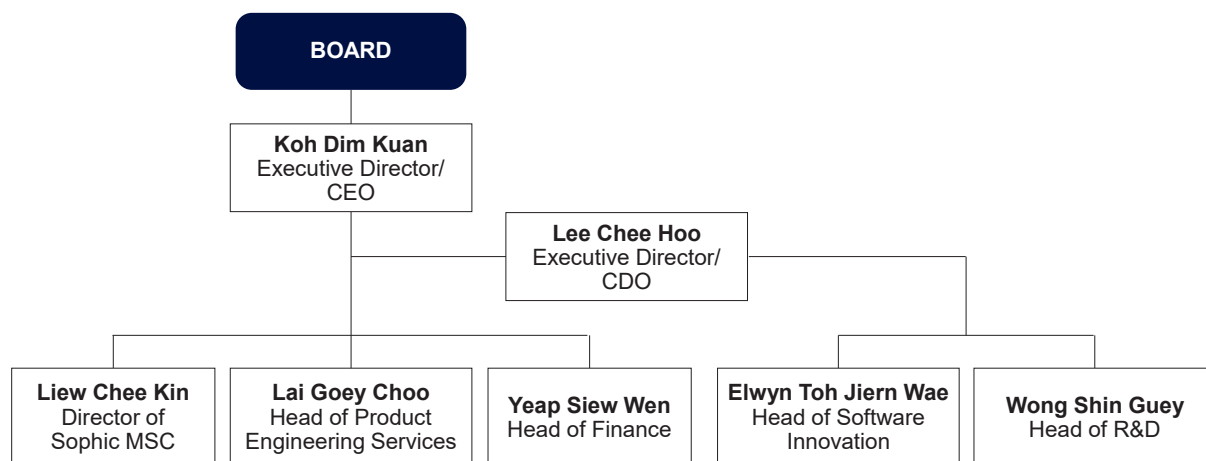 BOARD
Koh Dim Kuan
Executive Director/
CEO
Lee Chee Hoo
Executive Director/
CDO
Liew Chee Kin
Director of
Sophic MSC
Lai Goey Choo
Head of Product
Engineering Services
Yeap Siew Wen
Head of Finance
Elwyn Toh Jiern Wae
Head of Software
Innovation
Wong Shin Guey
Head of R&D